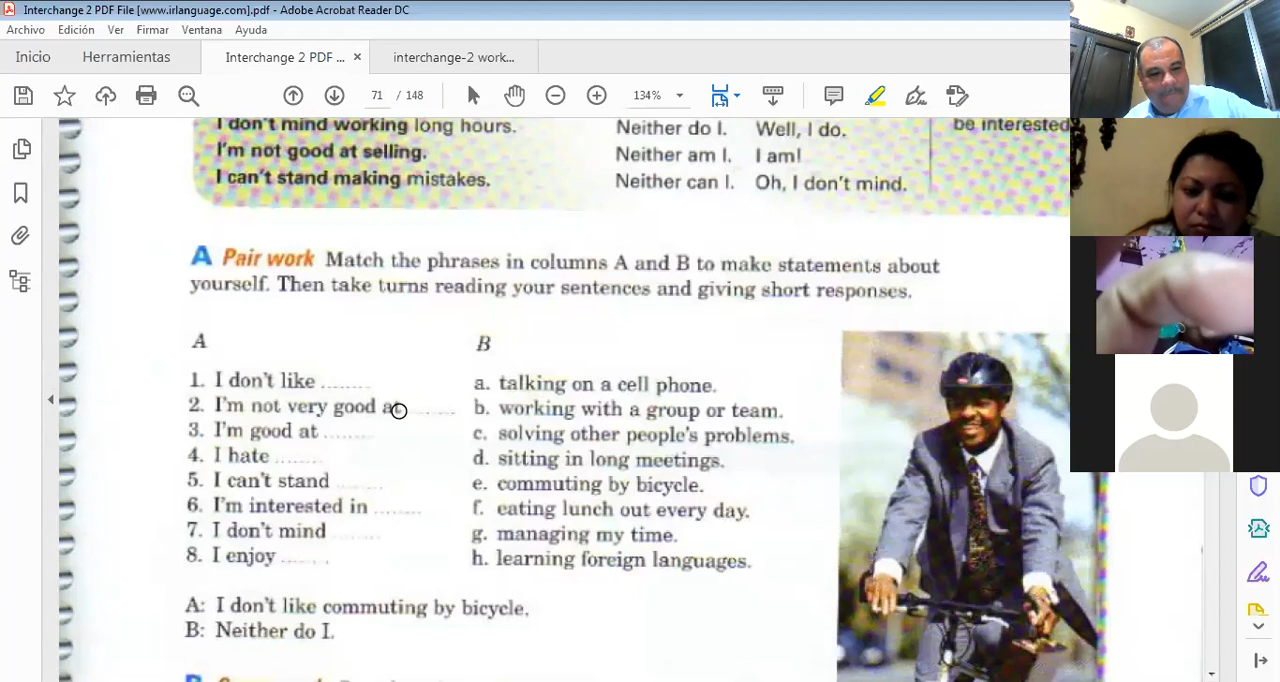 Interchange 2 PDF File [www.irlanguage.com].pdf - Adobe Acrobat Reader DC
Archivo Edición Ver Firmar Ventana Ayuda
Inicio Herramientas Interchange 2 PDF ... × interchange-2 work...
71 / 148 134%
I don't mind working long hours. Neither do I. Well, I do. be interested
I'm not good at selling. Neither am I. I am!
I can't stand making mistakes. Neither can I. Oh, I don't mind.
A Pair work Match the phrases in columns A and B to make statements about
yourself. Then take turns reading your sentences and giving short responses.
A B
1. I don't like ........ a. talking on a cell phone.
2. I'm not very good at ........ b. working with a group or team.
3. I'm good at ........ c. solving other people's problems.
4. I hate ........ d. sitting in long meetings.
5. I can't stand ........ e. commuting by bicycle.
6. I'm interested in ........ f. eating lunch out every day.
7. I don't mind ........ g. managing my time.
8. I enjoy ........ h. learning foreign languages.
A: I don't like commuting by bicycle.
B: Neither do I.